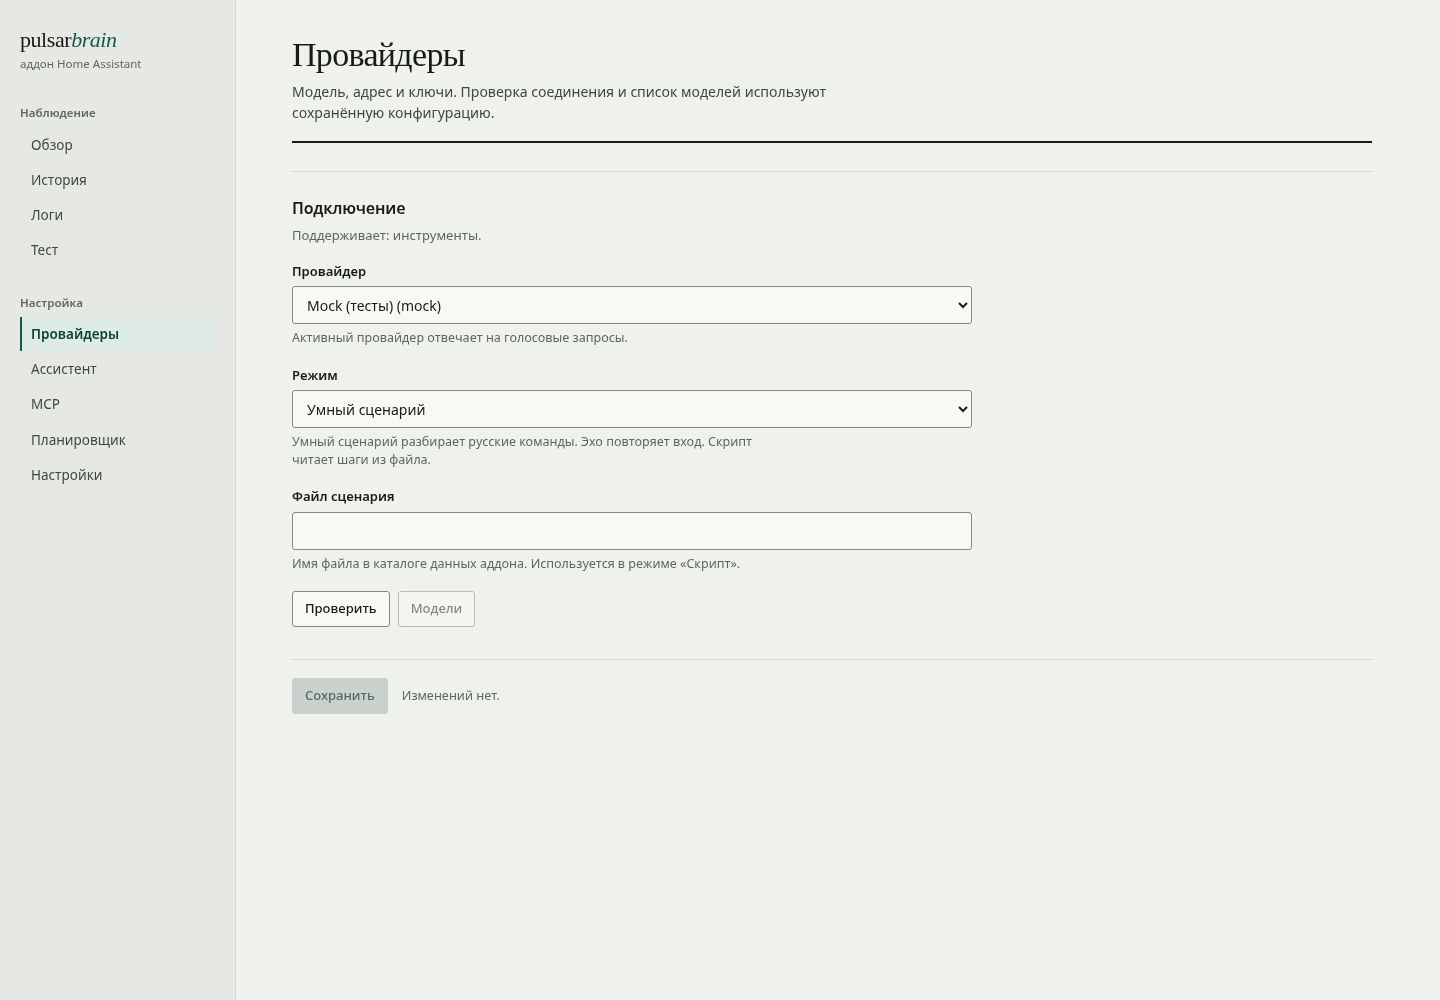 pulsarbrain
аддон Home Assistant
Наблюдение
Обзор
История
Логи
Тест
Настройка
Провайдеры
Ассистент
MCP
Планировщик
Настройки
Провайдеры
Модель, адрес и ключи. Проверка соединения и список моделей используют
сохранённую конфигурацию.
Подключение
Поддерживает: инструменты.
Провайдер
Mock (тесты) (mock)
Активный провайдер отвечает на голосовые запросы.
Режим
Умный сценарий
Умный сценарий разбирает русские команды. Эхо повторяет вход. Скрипт
читает шаги из файла.
Файл сценария
Имя файла в каталоге данных аддона. Используется в режиме «Скрипт».
Проверить Модели
Сохранить Изменений нет.